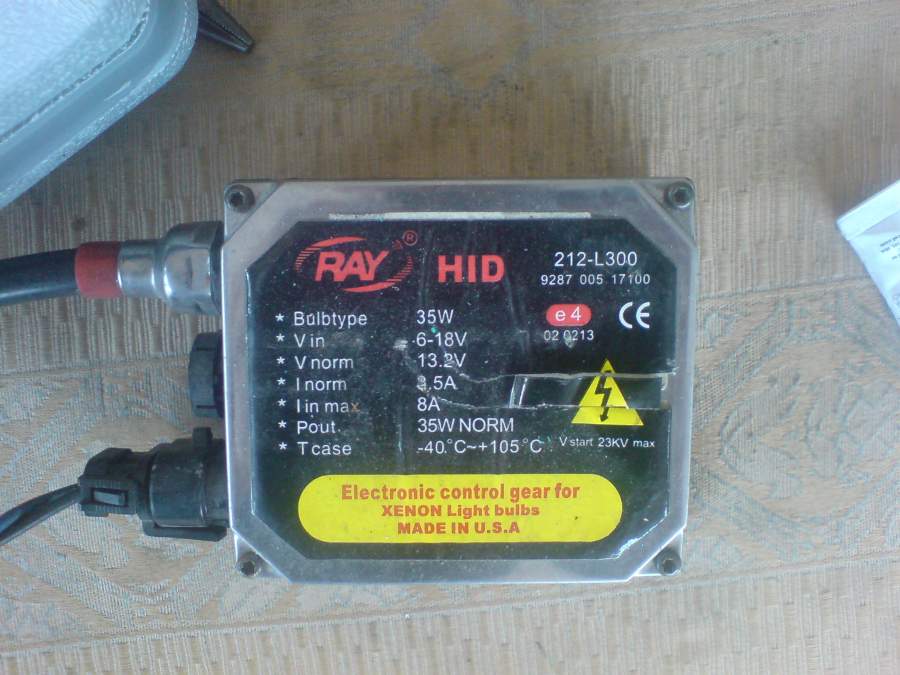 RAY ®
HID
212-L300
9287 005 17100
e4
CE
02 0213
* Bulbtype 35W
* V in 6-18V
* V norm 13.2V
* I norm 3.5A
* I in max 8A
* Pout 35W NORM
* T case -40°C~+105°C
V start 23KV max
Electronic control gear for
XENON Light bulbs
MADE IN U.S.A